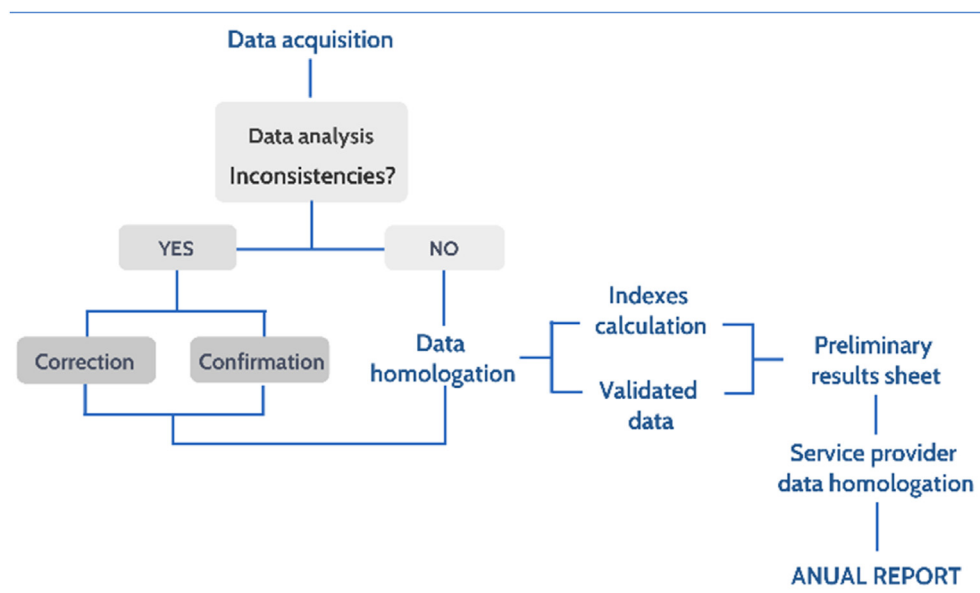 Data acquisition
Data analysis
Inconsistencies?
YES
NO
Correction
Confirmation
Data
homologation
Indexes
calculation
Validated
data
Preliminary
results sheet
Service provider
data homologation
ANUAL REPORT